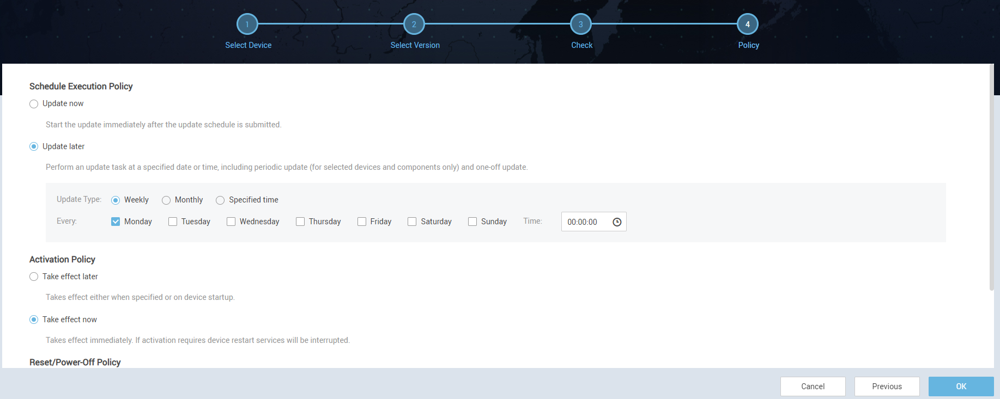 1 2 3 4
Select Device Select Version Check Policy
Schedule Execution Policy
Update now
Start the update immediately after the update schedule is submitted.
Update later
Perform an update task at a specified date or time, including periodic update (for selected devices and components only) and one-off update.
Update Type: Weekly Monthly Specified time
Every: Monday Tuesday Wednesday Thursday Friday Saturday Sunday Time: 00:00:00
Activation Policy
Take effect later
Takes effect either when specified or on device startup.
Take effect now
Takes effect immediately. If activation requires device restart services will be interrupted.
Reset/Power-Off Policy
Cancel Previous OK